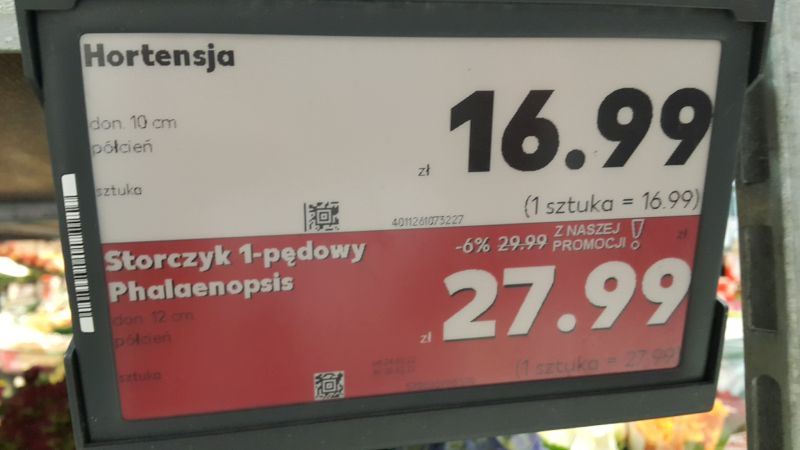 Hortensja
don. 10 cm
półcień
zł
16.99
sztuka
4011261073227
(1 sztuka = 16.99)
Storczyk 1-pędowy
Phalaenopsis
-6% 29.99 Z NASZEJ
PROMOCJI !
zł
don. 12 cm
półcień
zł
27.99
sztuka
(1 sztuka = 27.99)